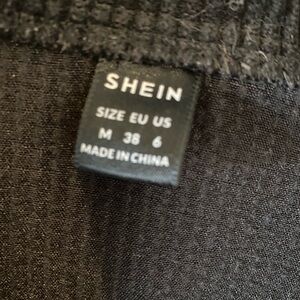 SHEIN
SIZE EU US
M 38 6
MADE IN CHINA